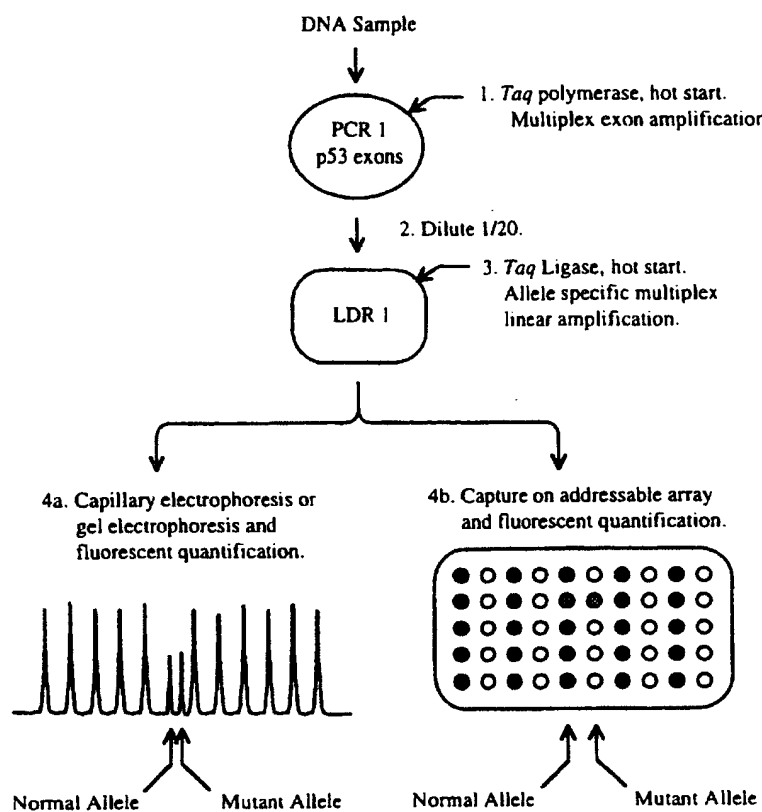 DNA Sample
1. Taq polymerase, hot start.
Multiplex exon amplification
PCR 1
p53 exons
2. Dilute 1/20.
3. Taq Ligase, hot start.
Allele specific multiplex
linear amplification.
LDR 1
4a. Capillary electrophoresis or
gel electrophoresis and
fluorescent quantification.
4b. Capture on addressable array
and fluorescent quantification.
Normal Allele
Mutant Allele
Normal Allele
Mutant Allele